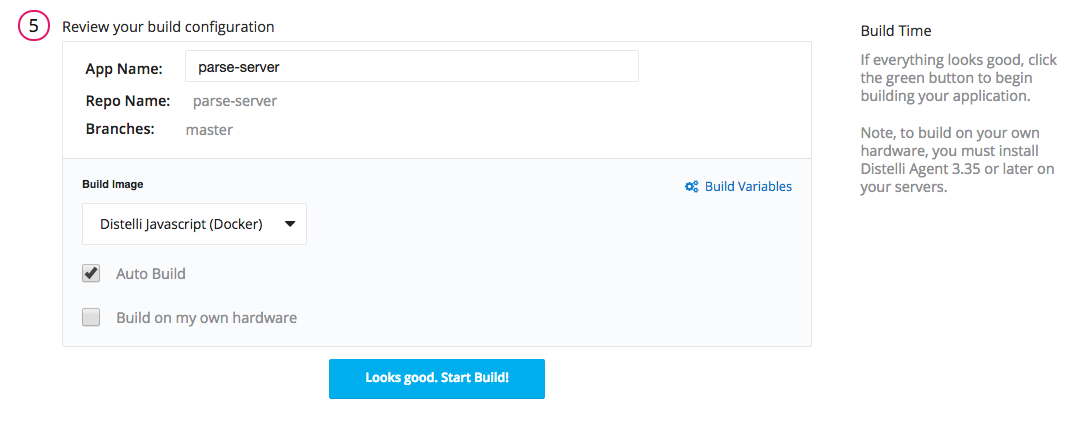 5 Review your build configuration
App Name: parse-server
Repo Name: parse-server
Branches: master
Build Image
Build Variables
Distelli Javascript (Docker)
Auto Build
Build on my own hardware
Looks good. Start Build!
Build Time
If everything looks good, click
the green button to begin
building your application.
Note, to build on your own
hardware, you must install
Distelli Agent 3.35 or later on
your servers.